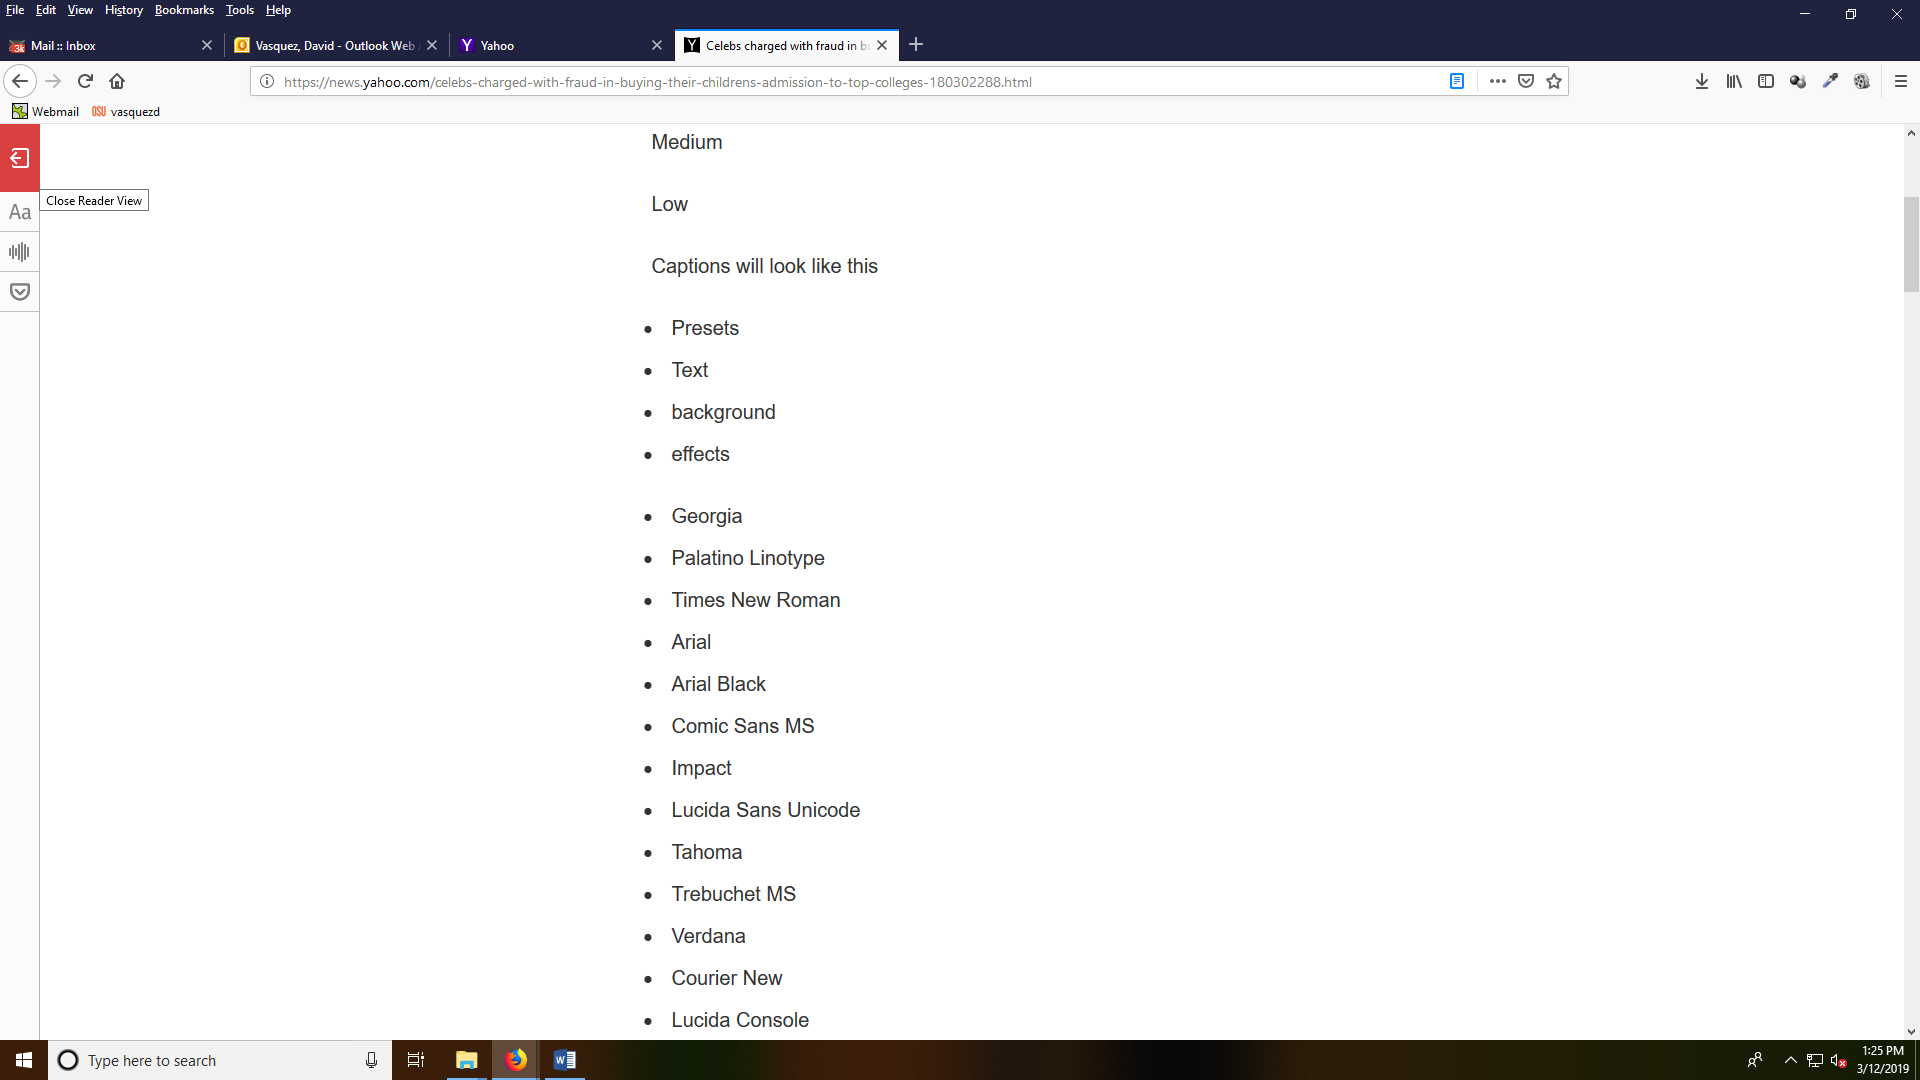 File Edit View History Bookmarks Tools Help
Mail :: Inbox
Vasquez, David - Outlook Web
Yahoo
Celebs charged with fraud in b
https://news.yahoo.com/celebs-charged-with-fraud-in-buying-their-childrens-admission-to-top-colleges-180302288.html
Webmail OSU vasquezd
Close Reader View
Aa
Medium
Low
Captions will look like this
Presets
Text
background
effects
Georgia
Palatino Linotype
Times New Roman
Arial
Arial Black
Comic Sans MS
Impact
Lucida Sans Unicode
Tahoma
Trebuchet MS
Verdana
Courier New
Lucida Console
Type here to search
1:25 PM
3/12/2019